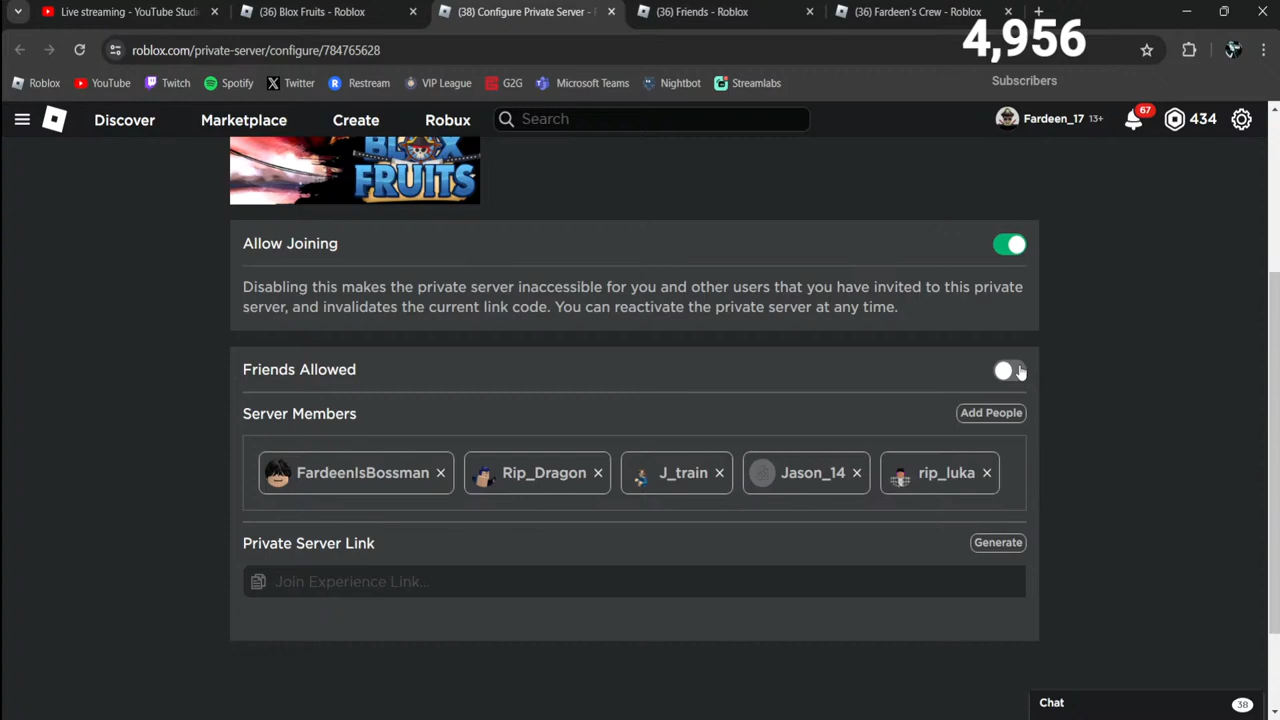 Live streaming - YouTube Studi
(36) Blox Fruits - Roblox
(38) Configure Private Server -
(36) Friends - Roblox
(36) Fardeen's Crew - Roblox
roblox.com/private-server/configure/784765628
4,956
Subscribers
Roblox
YouTube
Twitch
Spotify
Twitter
Restream
VIP League
G2G
Microsoft Teams
Nightbot
Streamlabs
Discover
Marketplace
Create
Robux
Search
Fardeen_17 13+
67
434
BLOX
FRUITS
Allow Joining
Disabling this makes the private server inaccessible for you and other users that you have invited to this private
server, and invalidates the current link code. You can reactivate the private server at any time.
Friends Allowed
Server Members
Add People
FardeenIsBossman
Rip_Dragon
J_train
Jason_14
rip_luka
Private Server Link
Generate
Join Experience Link...
Chat
38